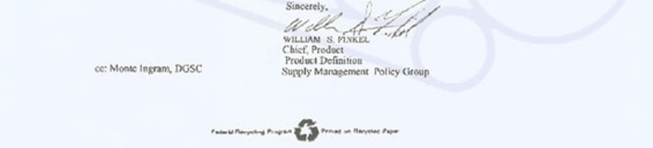 Sincerely,
WILLIAM S. FINKEL
Chief, Product
Product Definition
Supply Management Policy Group
cc: Monte Ingram, DGSC
Federal Recycling Program Printed on Recycled Paper